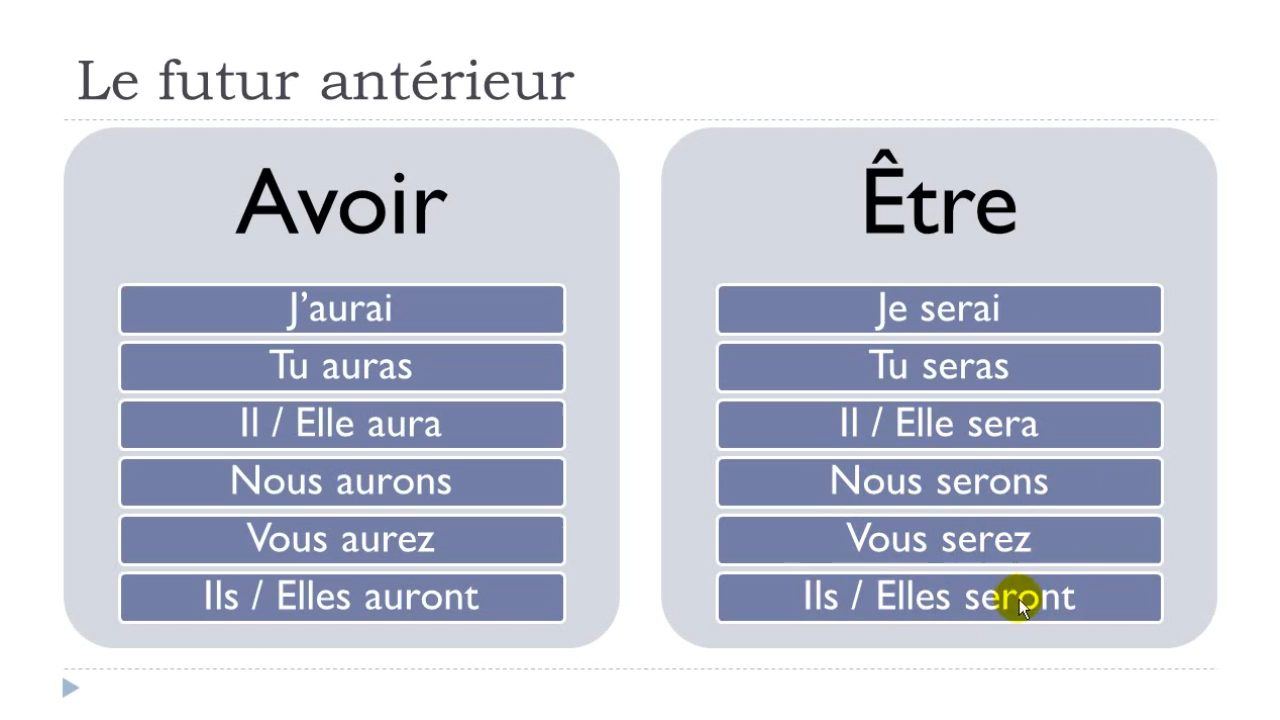 Le futur antérieur
Avoir
J’aurai
Tu auras
Il / Elle aura
Nous aurons
Vous aurez
Ils / Elles auront
Être
Je serai
Tu seras
Il / Elle sera
Nous serons
Vous serez
Ils / Elles seront